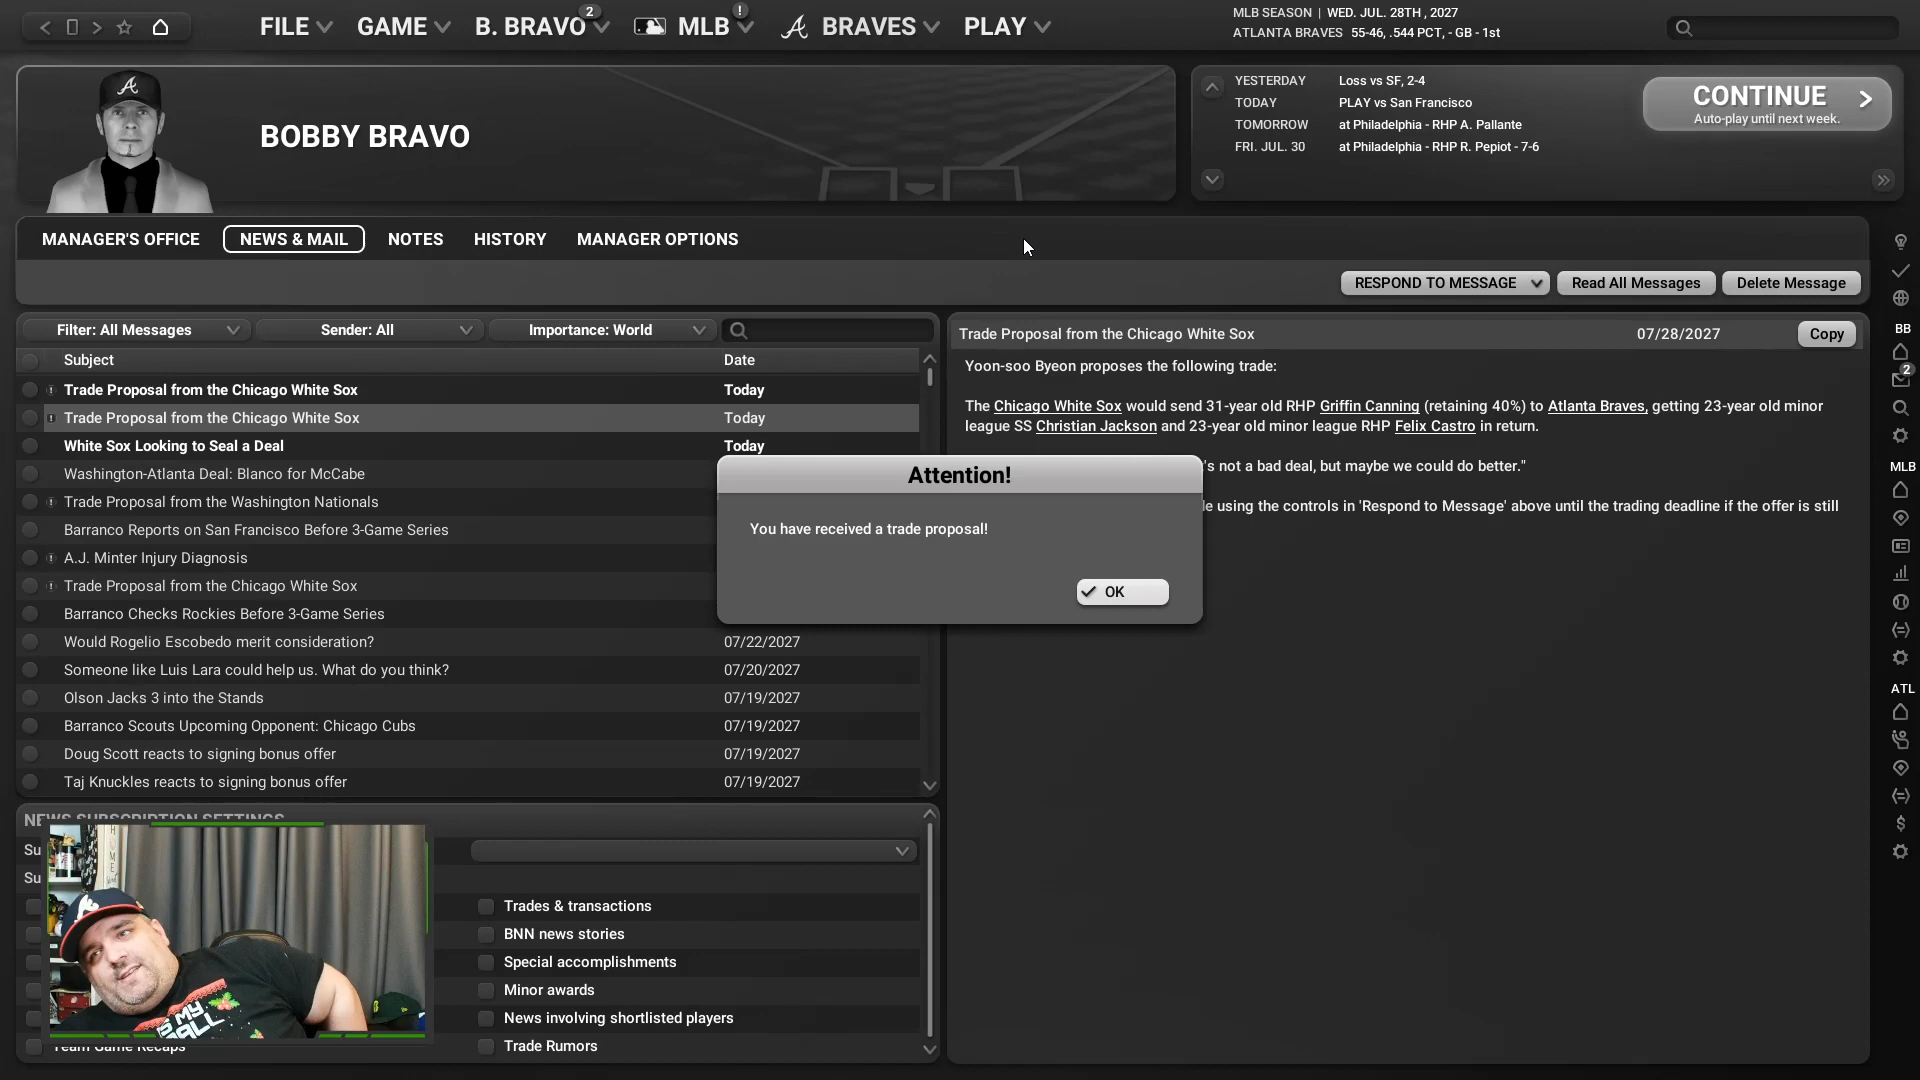 FILE GAME B. BRAVO 2 MLB ! BRAVES PLAY
MLB SEASON | WED. JUL. 28TH , 2027
ATLANTA BRAVES 55-46, .544 PCT, - GB - 1st
BOBBY BRAVO
YESTERDAY Loss vs SF, 2-4
TODAY PLAY vs San Francisco
TOMORROW at Philadelphia - RHP A. Pallante
FRI. JUL. 30 at Philadelphia - RHP R. Pepiot - 7-6
CONTINUE
Auto-play until next week.
MANAGER'S OFFICE NEWS & MAIL NOTES HISTORY MANAGER OPTIONS
RESPOND TO MESSAGE Read All Messages Delete Message
Filter: All Messages Sender: All Importance: World
Subject Date
Trade Proposal from the Chicago White Sox Today
Trade Proposal from the Chicago White Sox Today
White Sox Looking to Seal a Deal Today
Washington-Atlanta Deal: Blanco for McCabe
Trade Proposal from the Washington Nationals
Barranco Reports on San Francisco Before 3-Game Series
A.J. Minter Injury Diagnosis
Trade Proposal from the Chicago White Sox
Barranco Checks Rockies Before 3-Game Series
Would Rogelio Escobedo merit consideration? 07/22/2027
Someone like Luis Lara could help us. What do you think? 07/20/2027
Olson Jacks 3 into the Stands 07/19/2027
Barranco Scouts Upcoming Opponent: Chicago Cubs 07/19/2027
Doug Scott reacts to signing bonus offer 07/19/2027
Taj Knuckles reacts to signing bonus offer 07/19/2027
Trade Proposal from the Chicago White Sox 07/28/2027 Copy
Yoon-soo Byeon proposes the following trade:
The Chicago White Sox would send 31-year old RHP Griffin Canning (retaining 40%) to Atlanta Braves, getting 23-year old minor
league SS Christian Jackson and 23-year old minor league RHP Felix Castro in return.
's not a bad deal, but maybe we could do better."
using the controls in 'Respond to Message' above until the trading deadline if the offer is still
Attention!
You have received a trade proposal!
OK
NEWS SUBSCRIPTION SETTINGS
Su
Su
Trades & transactions
BNN news stories
Special accomplishments
Minor awards
News involving shortlisted players
Team Game Recaps Trade Rumors
BB
2
MLB
ATL